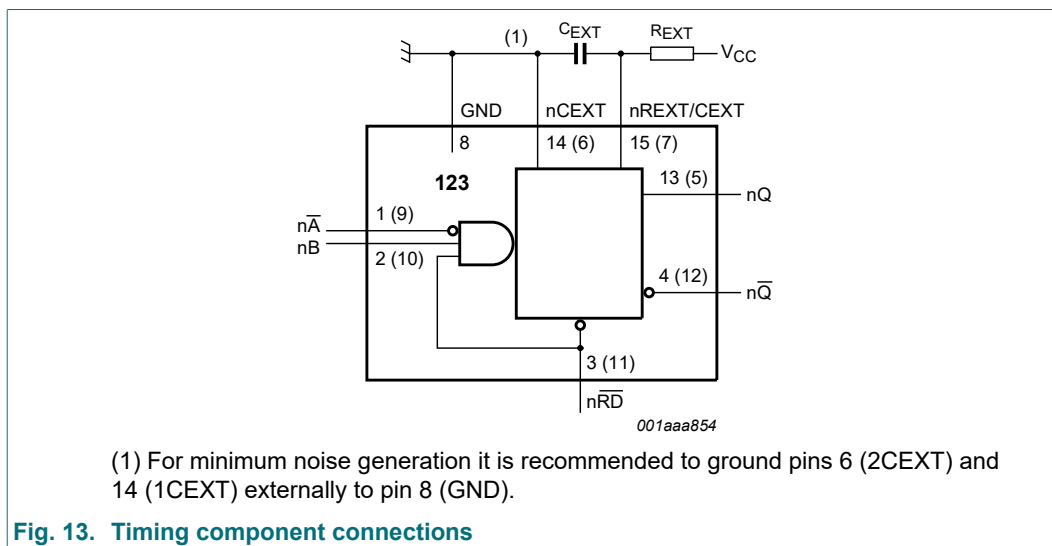 (1) CEXT REXT
VCC
GND nCEXT nREXT/CEXT
8 14 (6) 15 (7)
123 13 (5)
nQ
nA̅ 1 (9)
nB 2 (10)
4 (12)
nQ̅
3 (11)
nR̅D̅
001aaa854
(1) For minimum noise generation it is recommended to ground pins 6 (2CEXT) and
14 (1CEXT) externally to pin 8 (GND).
Fig. 13. Timing component connections